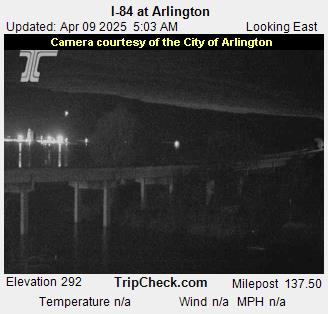 I-84 at Arlington
Updated: Apr 09 2025 5:03 AM Looking East
Camera courtesy of the City of Arlington
Elevation 292 TripCheck.com Milepost 137.50
Temperature n/a Wind n/a MPH n/a